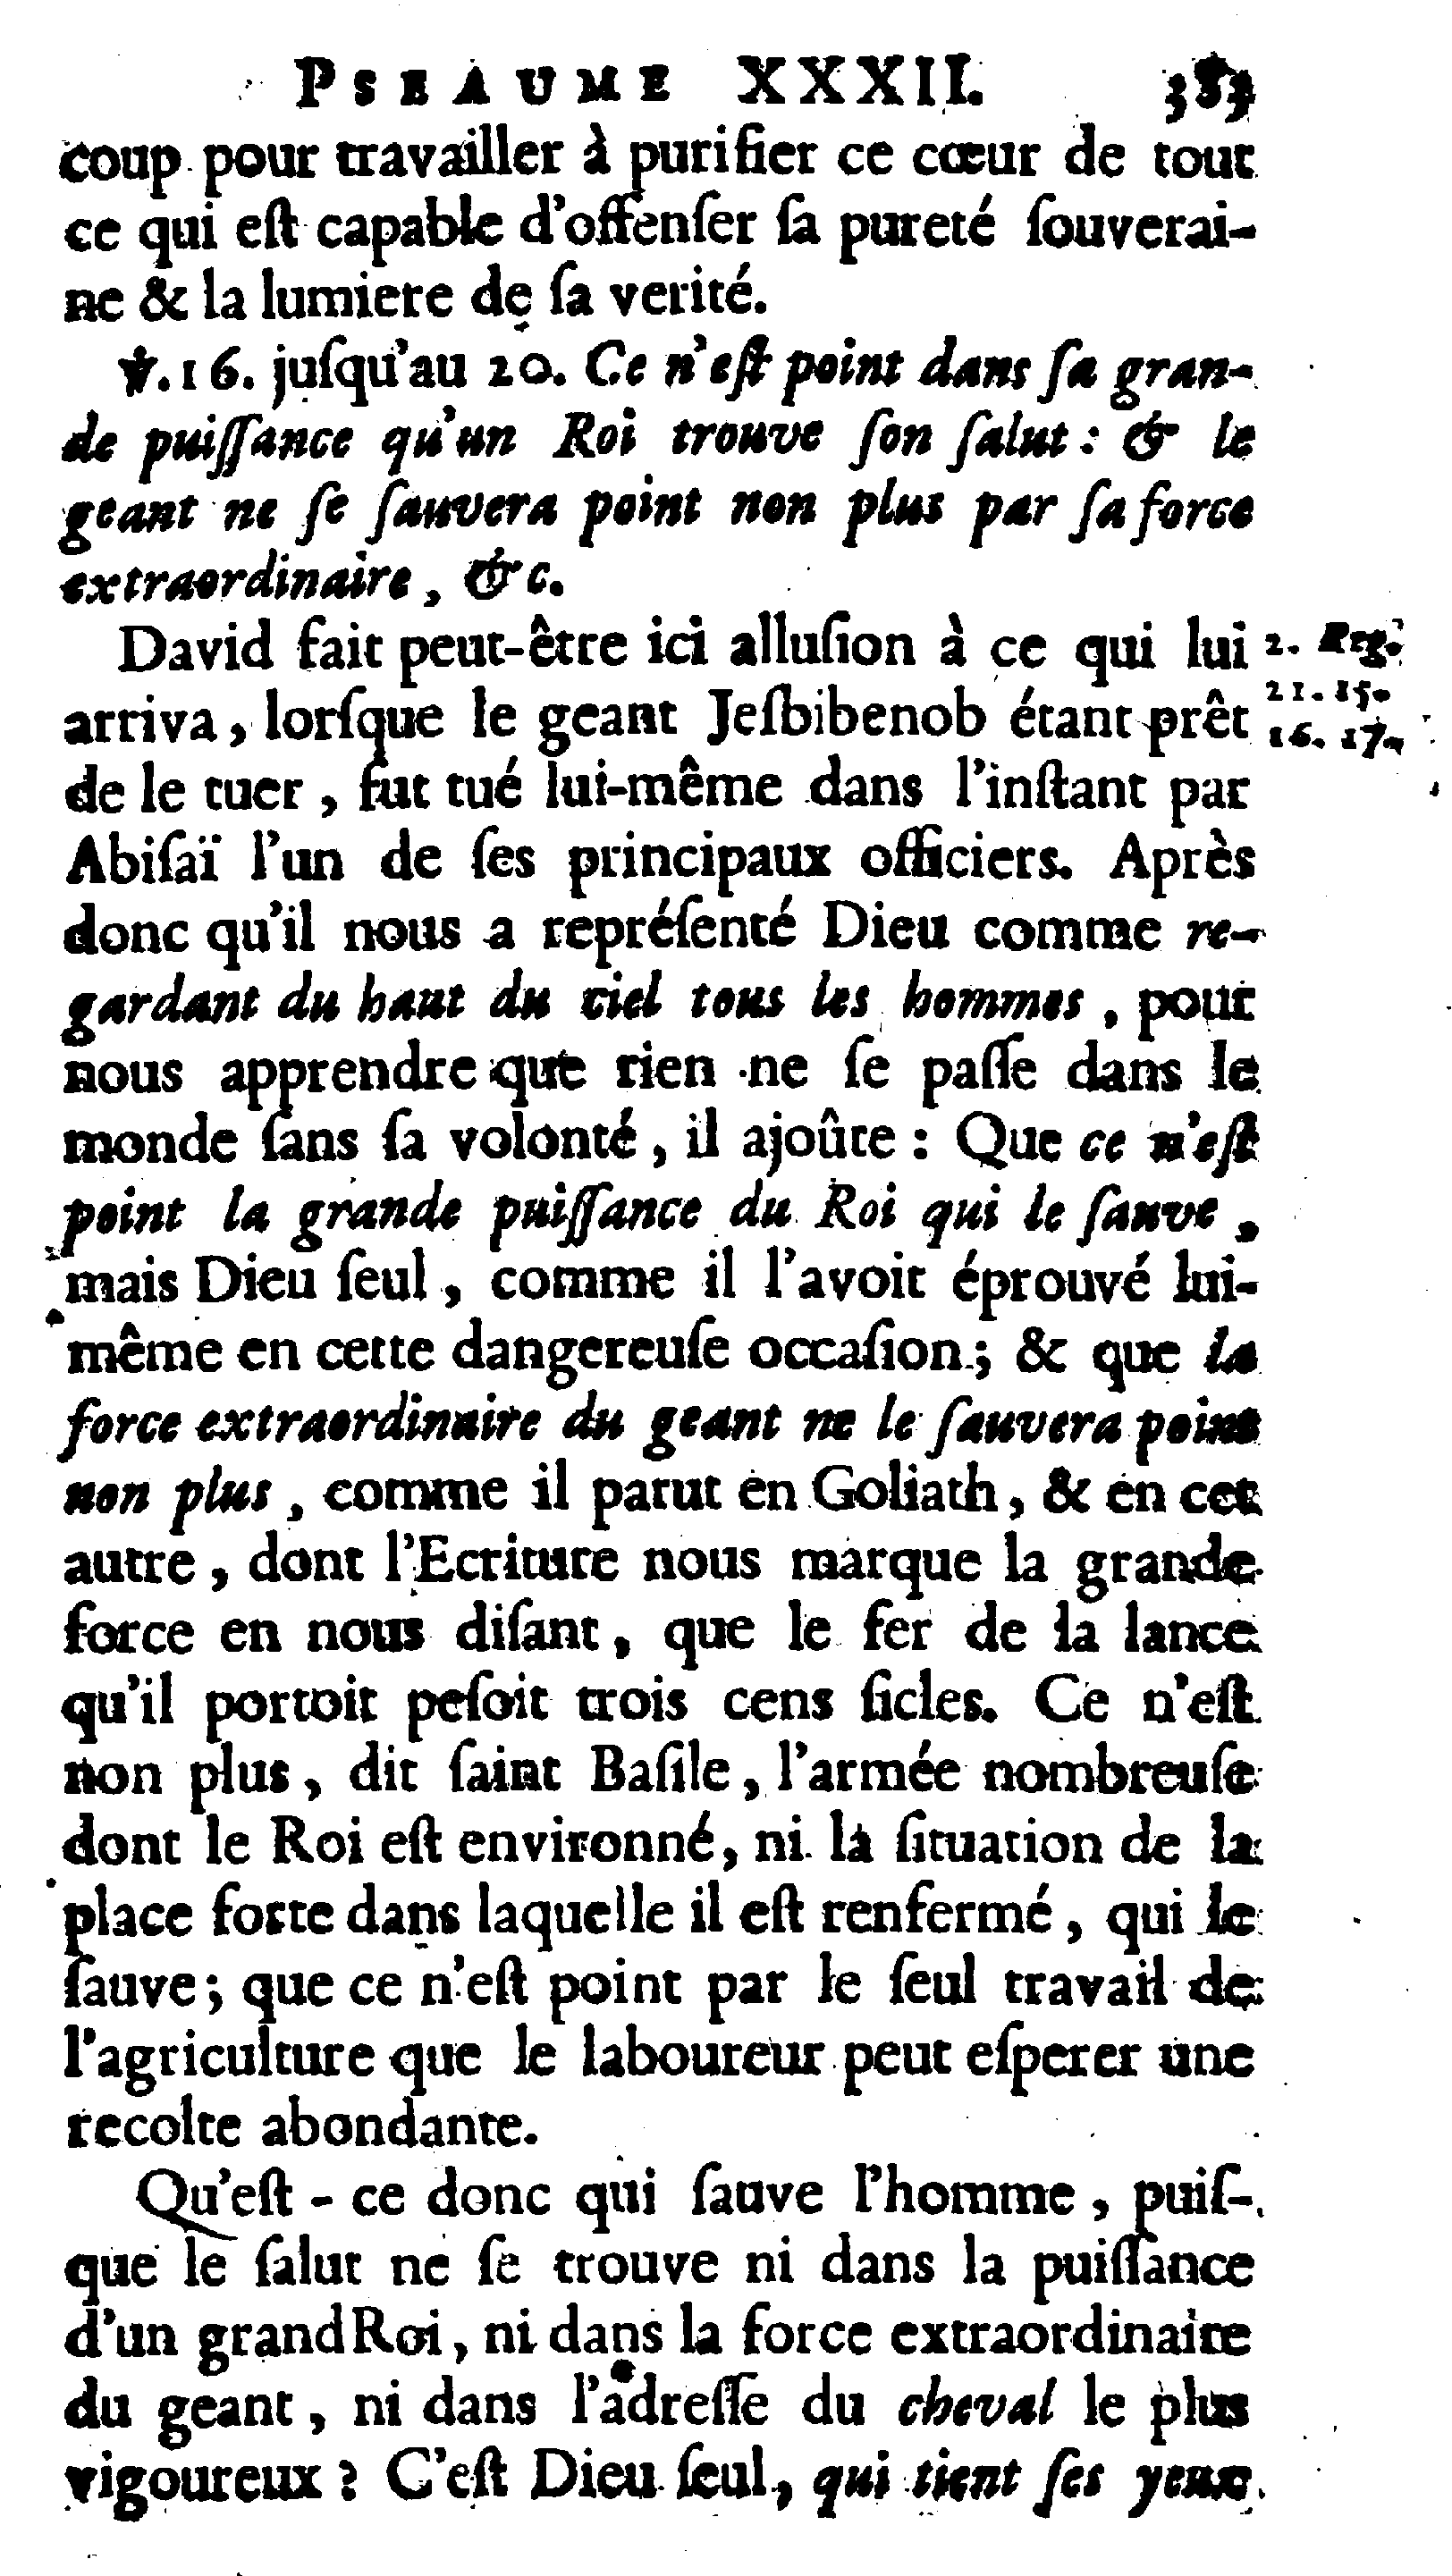 PSEAUME XXXII. 383
coup pour travailler à purifier ce cœur de tout
ce qui eſt capable d'offenſer ſa pureté ſouverai-
ne & la lumiere de ſa verité.
℣. 16. juſqu'au 20. Ce n'eſt point dans ſa gran-
de puiſſance qu'un Roi trouve ſon ſalut : & le
geant ne ſe ſauvera point non plus par ſa force
extraordinaire, &c.
David fait peut-être ici alluſion à ce qui lui
2. Reg.
arriva, lorſque le geant Jeſbibenob étant prêt
21. 15.
16. 17.
de le tuer, fut tué lui-même dans l'inſtant par
Abiſaï l'un de ſes principaux officiers. Après
donc qu'il nous a repréſenté Dieu comme re-
gardant du haut du ciel tous les hommes, pour
nous apprendre que rien ne ſe paſſe dans le
monde ſans ſa volonté, il ajoûte : Que ce n'eſt
point la grande puiſſance du Roi qui le ſauve,
mais Dieu ſeul, comme il l'avoit éprouvé lui-
même en cette dangereuſe occaſion ; & que la
force extraordinaire du geant ne le ſauvera point
non plus, comme il parut en Goliath, & en cet
autre, dont l'Ecriture nous marque la grande
force en nous diſant, que le fer de la lance
qu'il portoit peſoit trois cens ſicles. Ce n'eſt
non plus, dit ſaint Baſile, l'armée nombreuſe
dont le Roi eſt environné, ni la ſituation de la
place forte dans laquelle il eſt renfermé, qui le
ſauve ; que ce n'eſt point par le ſeul travail de
l'agriculture que le laboureur peut eſperer une
recolte abondante.
Qu'eſt-ce donc qui ſauve l'homme, puiſ-
que le ſalut ne ſe trouve ni dans la puiſſance
d'un grand Roi, ni dans la force extraordinaire
du geant, ni dans l'adreſſe du cheval le plus
vigoureux ? C'eſt Dieu ſeul, qui tient ſes yeux